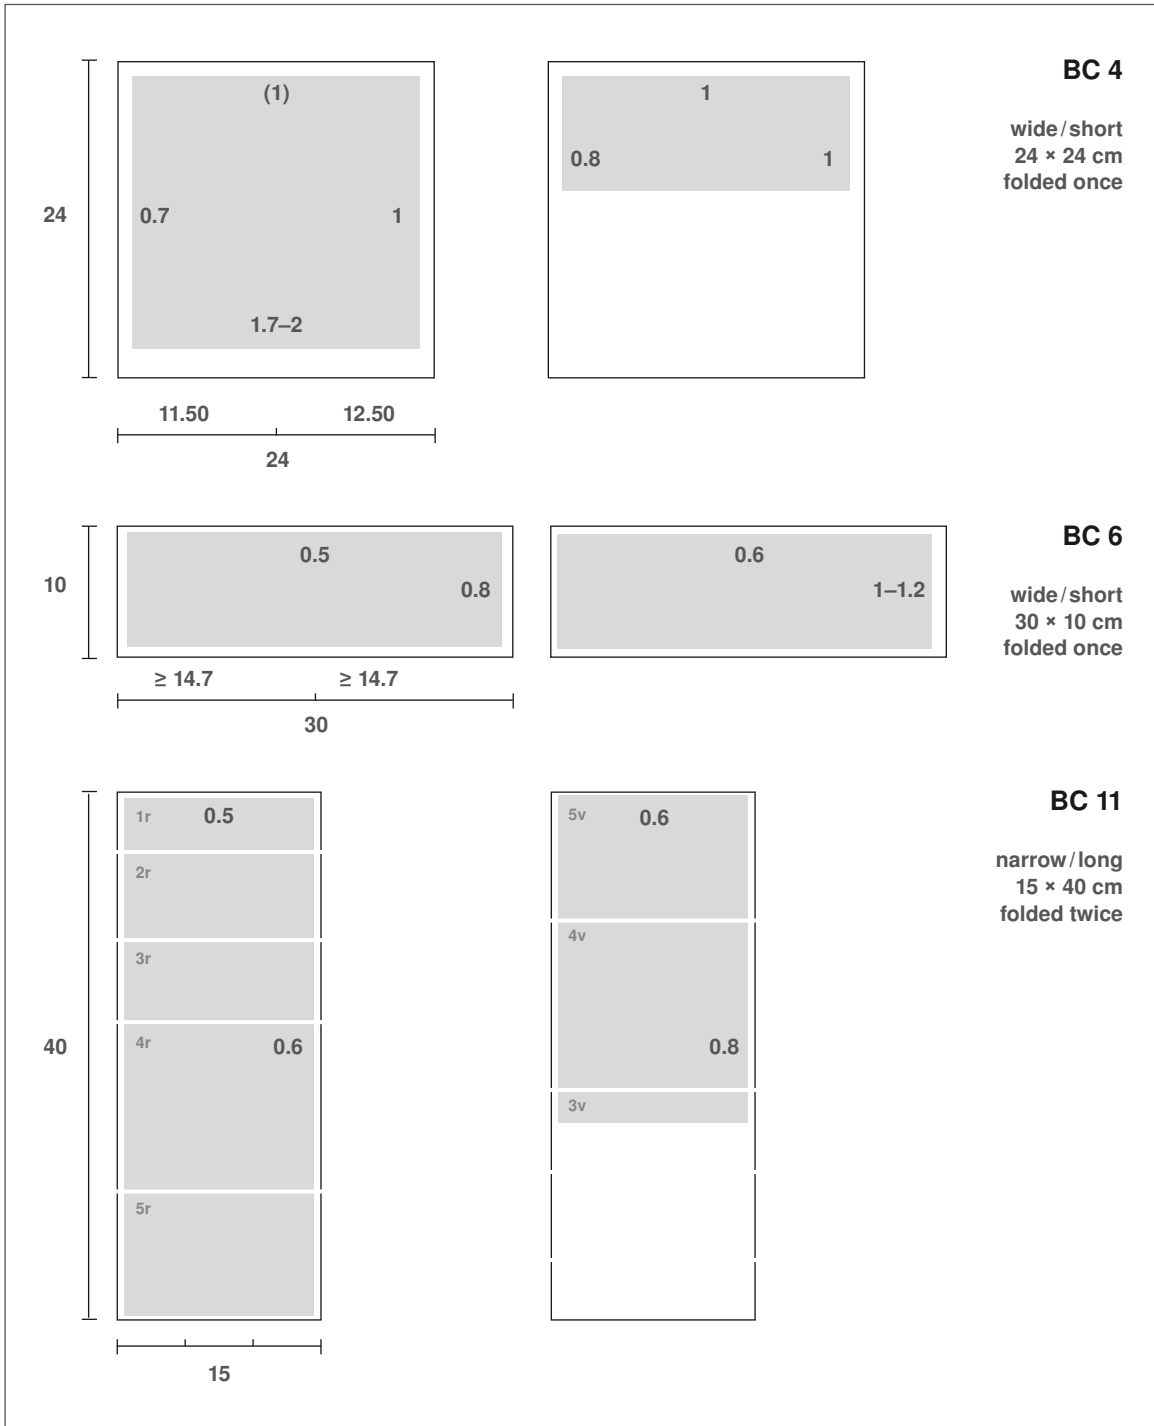 BC 4
wide/short
24 × 24 cm
folded once
(1)
0.7
1
1.7–2
24
11.50
12.50
24
1
0.8
1
BC 6
wide/short
30 × 10 cm
folded once
0.5
0.8
10
≥ 14.7
≥ 14.7
30
0.6
1–1.2
BC 11
narrow/long
15 × 40 cm
folded twice
1r
0.5
2r
3r
4r
0.6
5r
40
15
5v
0.6
4v
0.8
3v